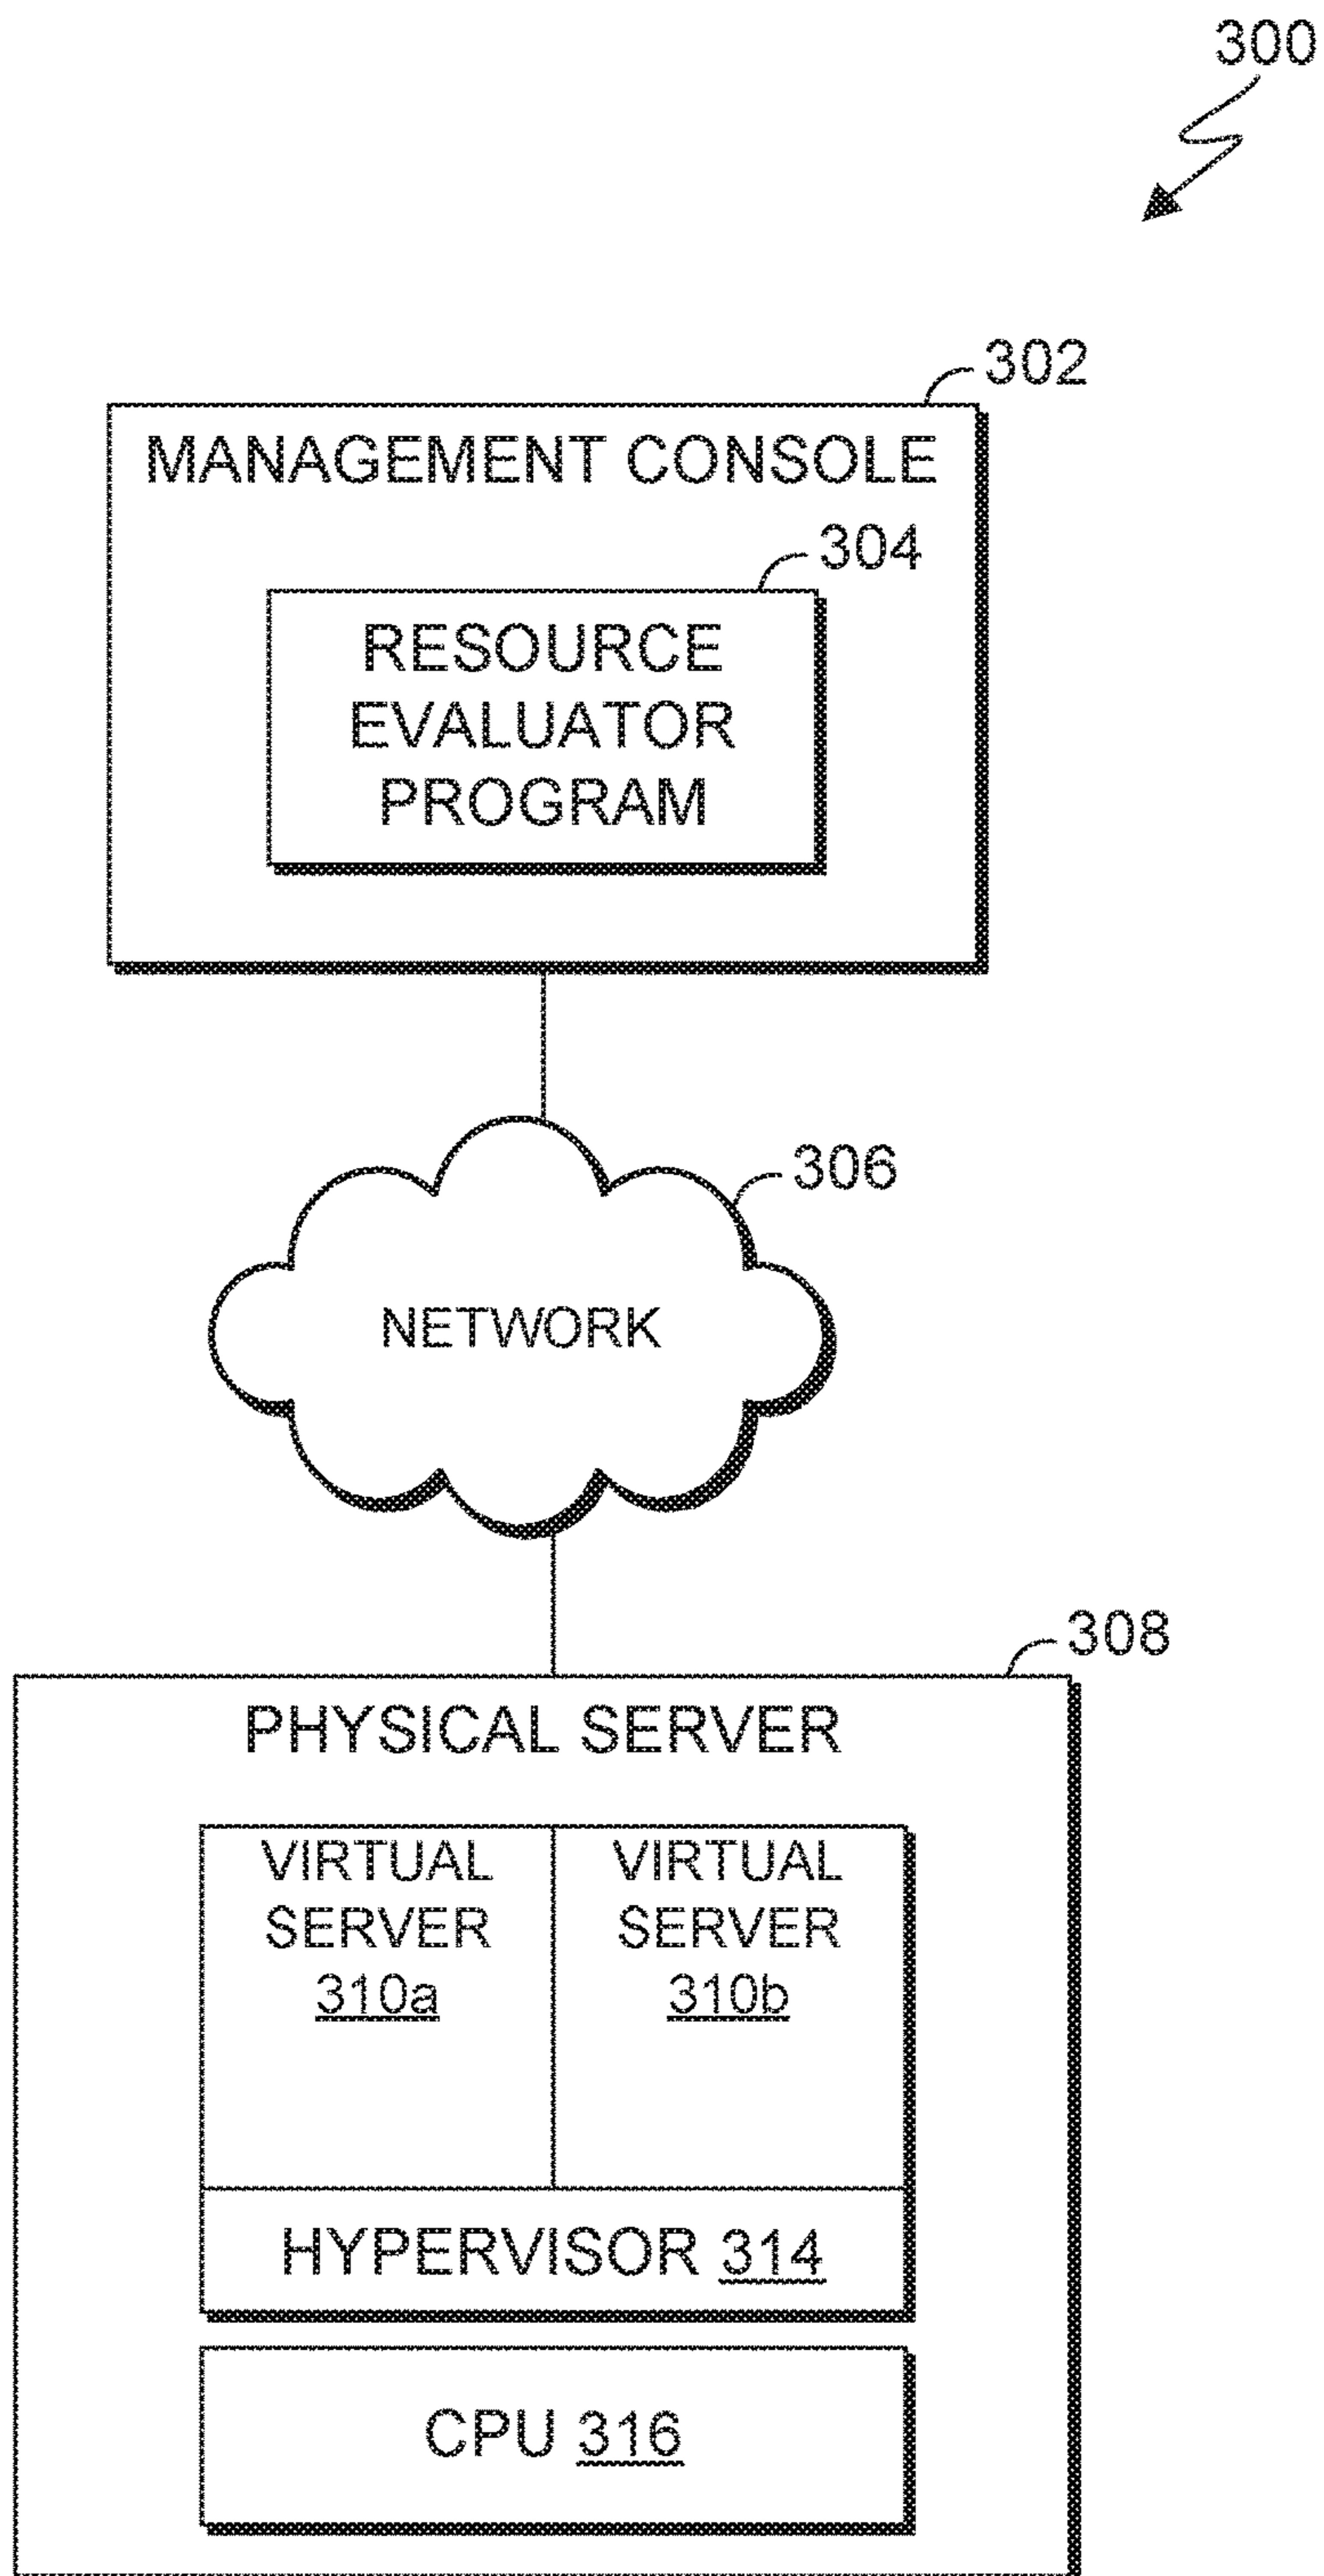 300
302
MANAGEMENT CONSOLE
304
RESOURCE
EVALUATOR
PROGRAM
306
NETWORK
308
PHYSICAL SERVER
VIRTUAL
SERVER
310a
VIRTUAL
SERVER
310b
HYPERVISOR 314
CPU 316